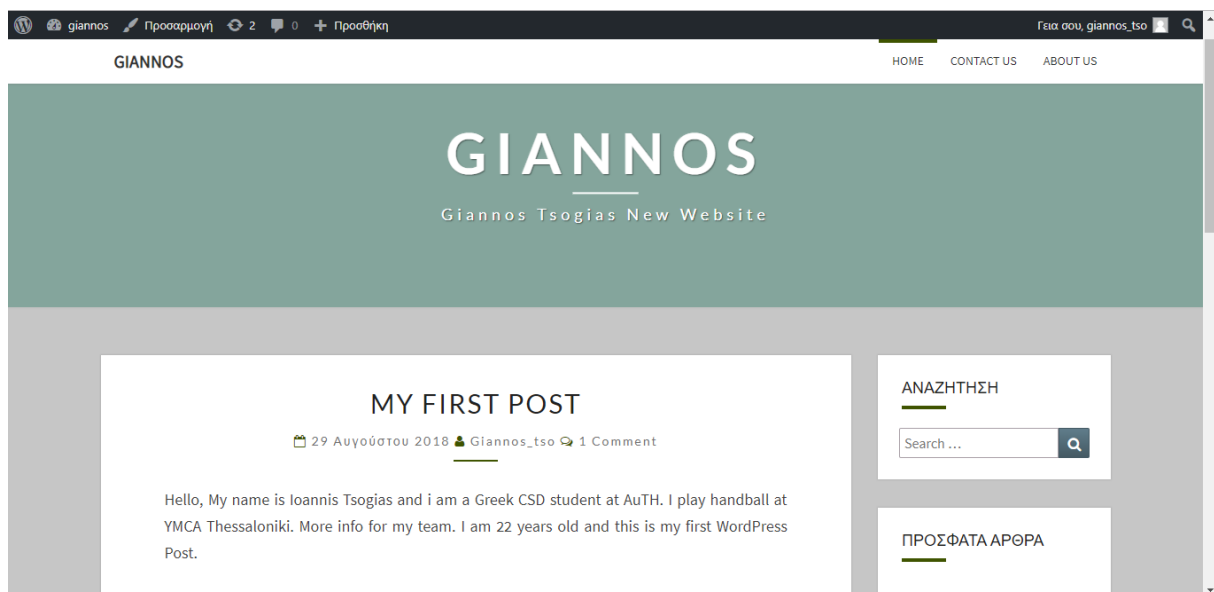 giannos Προσαρμογή 2 0 Προσθήκη Γεια σου, giannos_tso
GIANNOS HOME CONTACT US ABOUT US
GIANNOS
Giannos Tsogias New Website
MY FIRST POST
29 Αυγούστου 2018 Giannos_tso 1 Comment
Hello, My name is Ioannis Tsogias and i am a Greek CSD student at AuTH. I play handball at
YMCA Thessaloniki. More info for my team. I am 22 years old and this is my first WordPress
Post.
ΑΝΑΖΗΤΗΣΗ
Search ...
ΠΡΟΣΦΑΤΑ ΑΡΘΡΑ